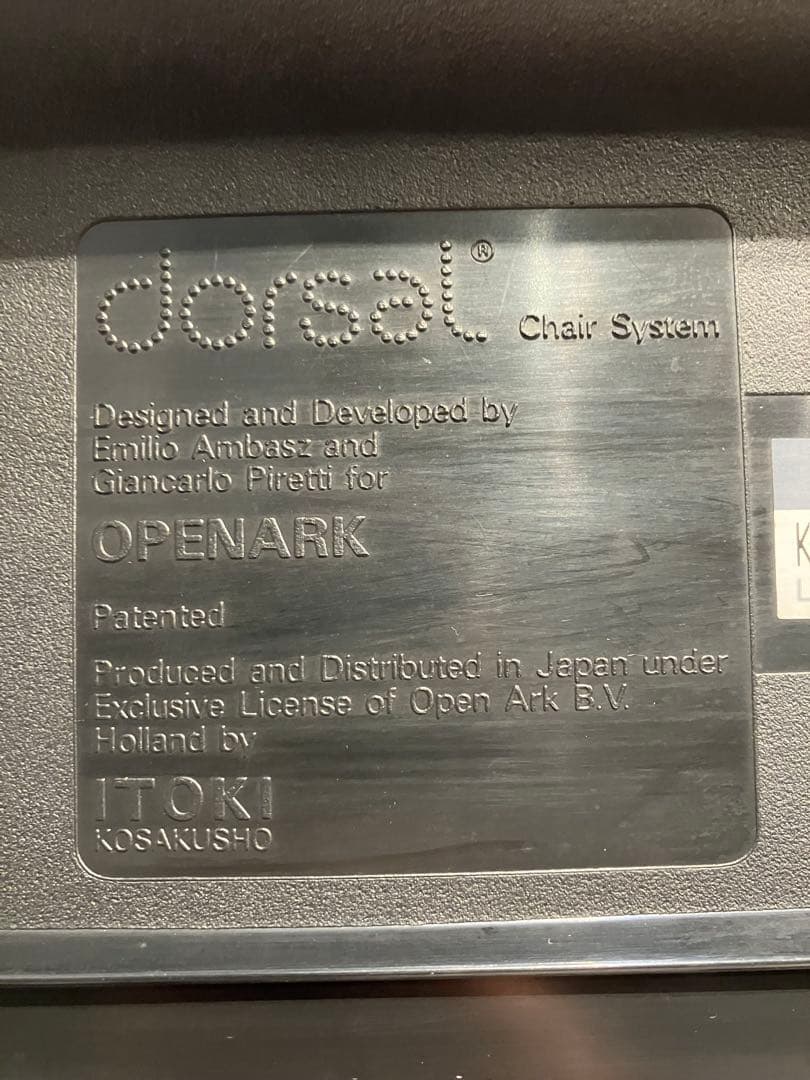 dorsal® Chair System
Designed and Developed by
Emilio Ambasz and
Giancarlo Piretti for
OPENARK
Patented
Produced and Distributed in Japan under
Exclusive License of Open Ark B.V.
Holland by
ITOKI
KOSAKUSHO